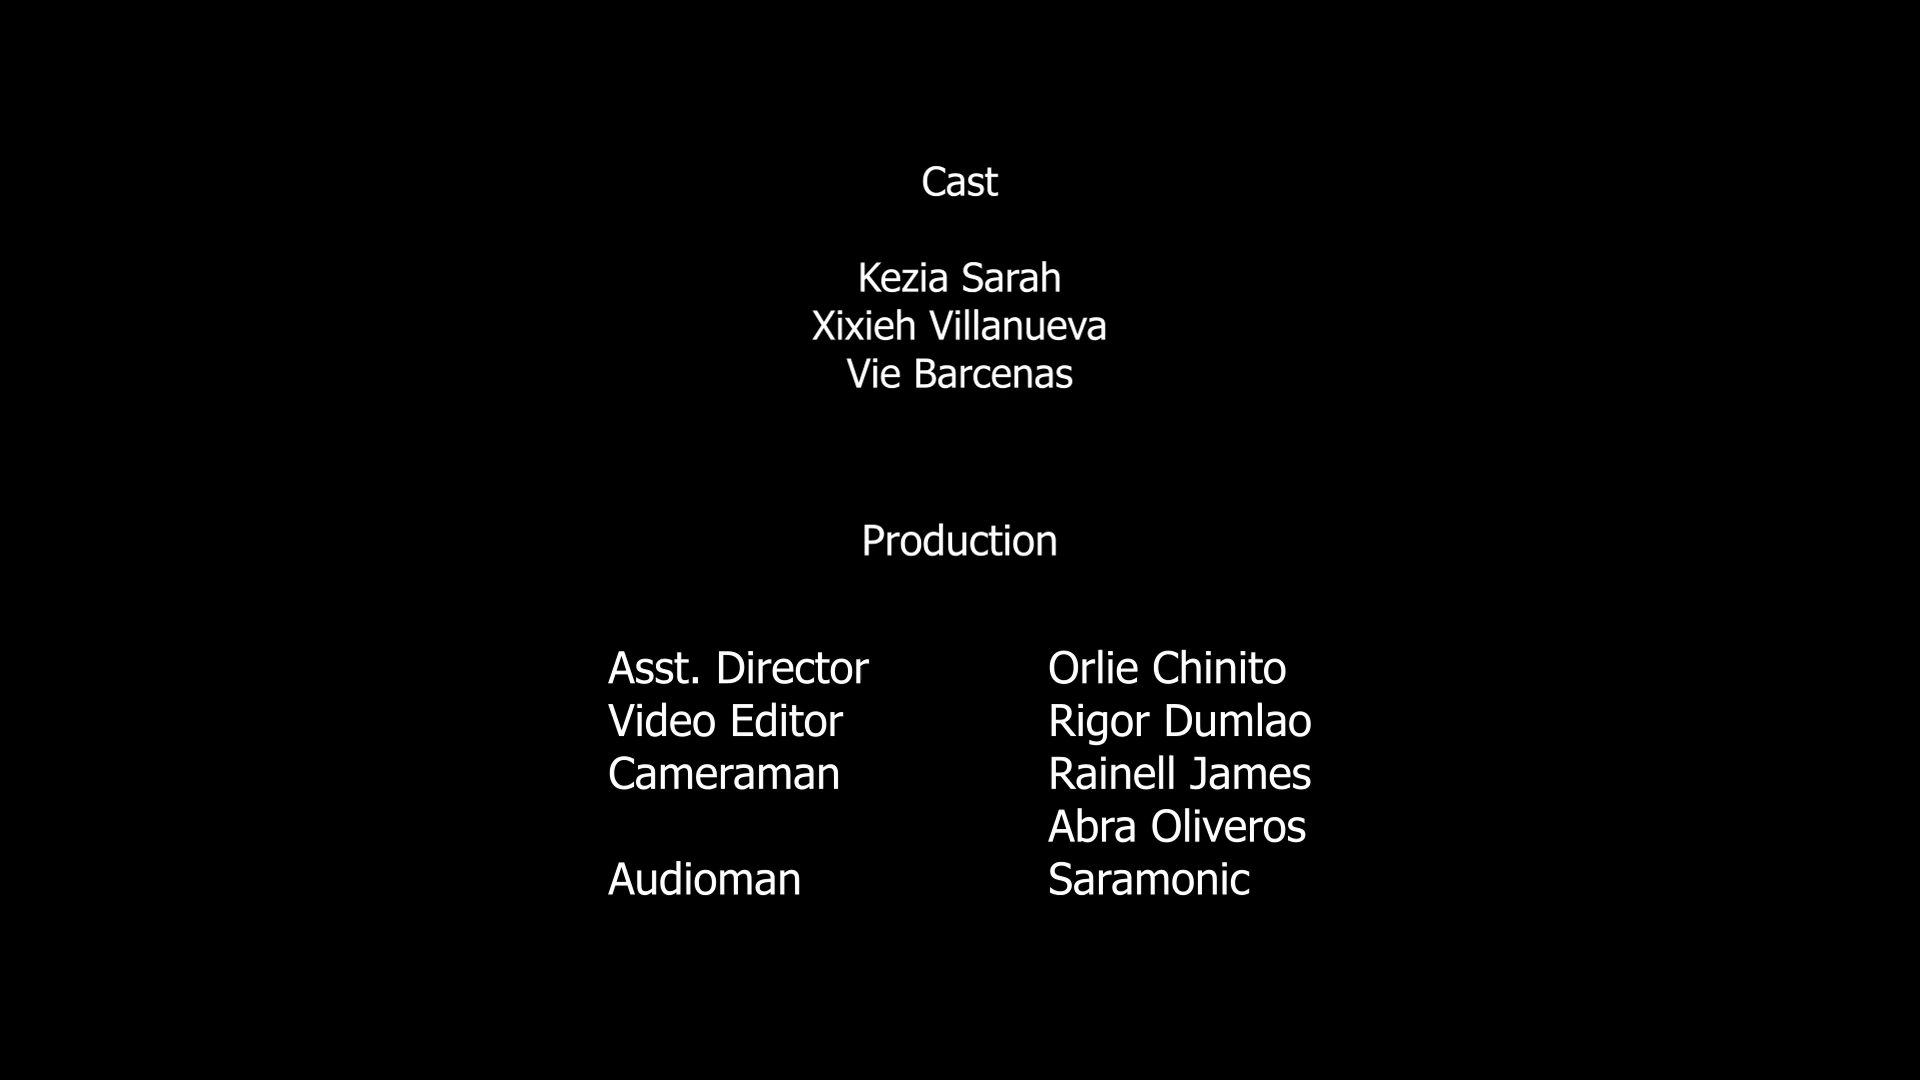 Cast
Kezia Sarah
Xixieh Villanueva
Vie Barcenas
Production
Asst. Director Orlie Chinito
Video Editor Rigor Dumlao
Cameraman Rainell James
Abra Oliveros
Audioman Saramonic